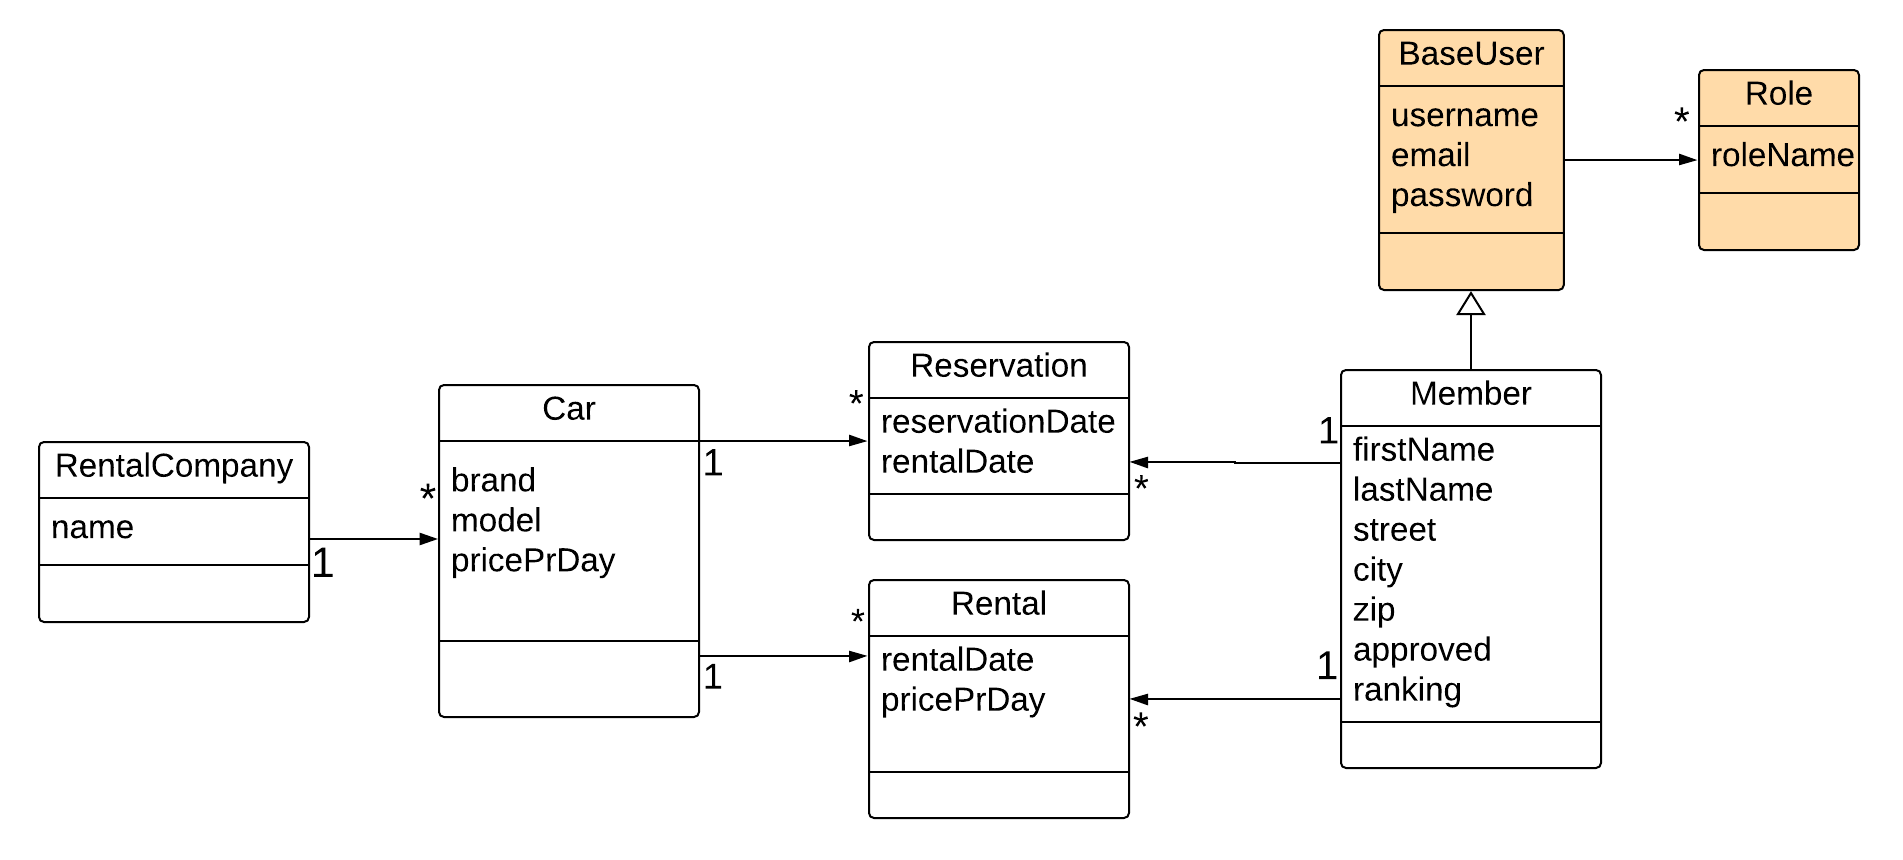 BaseUser
username
email
password
*
Role
roleName
RentalCompany
name
1
*
Car
brand
model
pricePrDay
1
1
*
Reservation
reservationDate
rentalDate
*
*
Rental
rentalDate
pricePrDay
*
1
1
Member
firstName
lastName
street
city
zip
approved
ranking